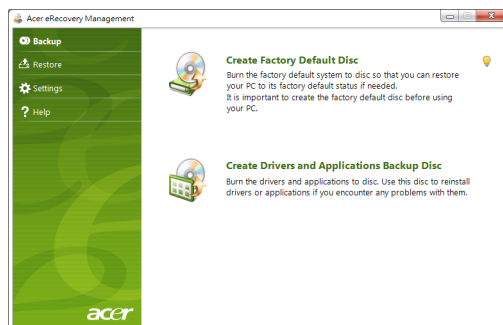 Acer eRecovery Management
Backup
Restore
Settings
Help
Create Factory Default Disc
Burn the factory default system to disc so that you can restore
your PC to its factory default status if needed.
It is important to create the factory default disc before using
your PC.
Create Drivers and Applications Backup Disc
Burn the drivers and applications to disc. Use this disc to reinstall
drivers or applications if you encounter any problems with them.
acer